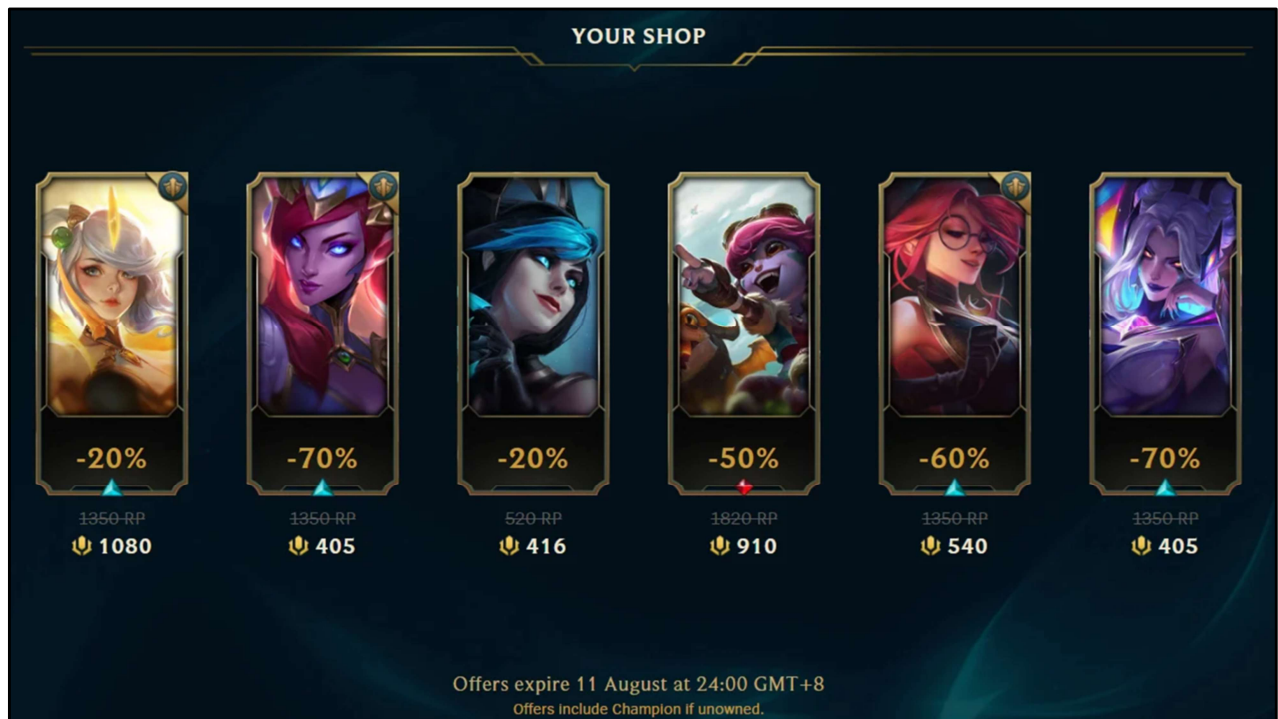 YOUR SHOP
-20% -70% -20% -50% -60% -70%
1350 RP 1350 RP 520 RP 1820 RP 1350 RP 1350 RP
1080 405 416 910 540 405
Offers expire 11 August at 24:00 GMT+8
Offers include Champion if unowned.